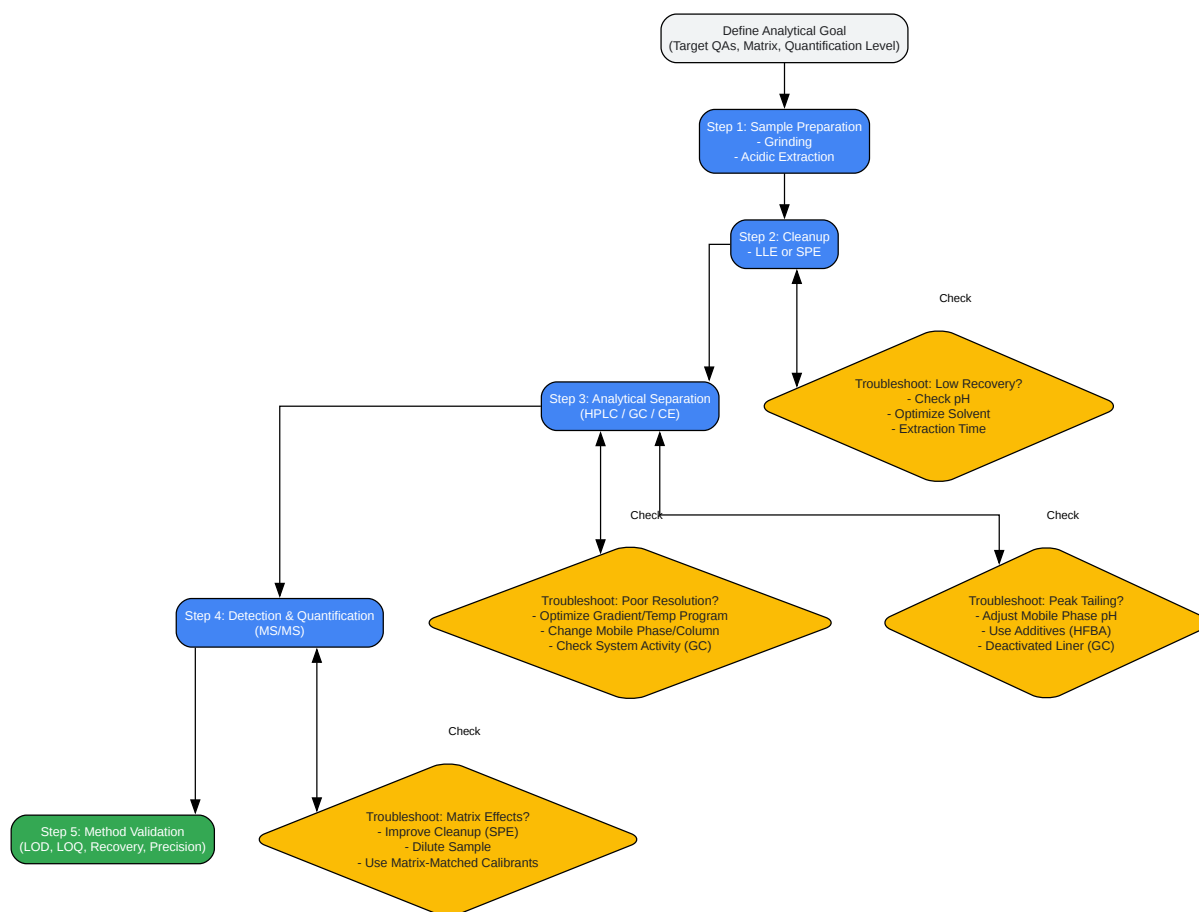 Define Analytical Goal
(Target QAs, Matrix, Quantification Level)
Step 1: Sample Preparation
- Grinding
- Acidic Extraction
Step 2: Cleanup
- LLE or SPE
Check
Troubleshoot: Low Recovery?
- Check pH
- Optimize Solvent
- Extraction Time
Step 3: Analytical Separation
(HPLC / GC / CE)
Check
Troubleshoot: Poor Resolution?
- Optimize Gradient/Temp Program
- Change Mobile Phase/Column
- Check System Activity (GC)
Check
Troubleshoot: Peak Tailing?
- Adjust Mobile Phase pH
- Use Additives (HFBA)
- Deactivated Liner (GC)
Step 4: Detection & Quantification
(MS/MS)
Check
Troubleshoot: Matrix Effects?
- Improve Cleanup (SPE)
- Dilute Sample
- Use Matrix-Matched Calibrants
Step 5: Method Validation
(LOD, LOQ, Recovery, Precision)